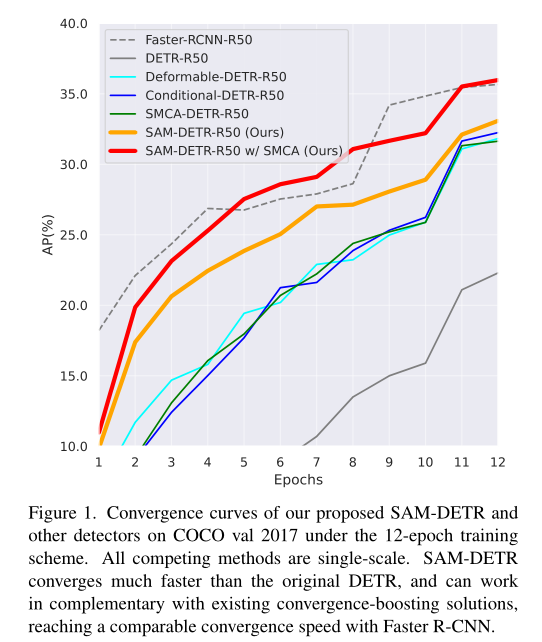 40.0
35.0
30.0
25.0
20.0
15.0
10.0
AP(%)
Faster-RCNN-R50
DETR-R50
Deformable-DETR-R50
Conditional-DETR-R50
SMCA-DETR-R50
SAM-DETR-R50 (Ours)
SAM-DETR-R50 w/ SMCA (Ours)
1 2 3 4 5 6 7 8 9 10 11 12
Epochs
Figure 1. Convergence curves of our proposed SAM-DETR and
other detectors on COCO val 2017 under the 12-epoch training
scheme. All competing methods are single-scale. SAM-DETR
converges much faster than the original DETR, and can work
in complementary with existing convergence-boosting solutions,
reaching a comparable convergence speed with Faster R-CNN.